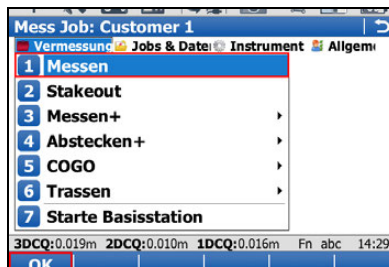 Mess Job: Customer 1
Vermessung Jobs & Datei Instrument Allgeme
1 Messen
2 Stakeout
3 Messen+
4 Abstecken+
5 COGO
6 Trassen
7 Starte Basisstation
3DCQ:0.019m 2DCQ:0.010m 1DCQ:0.016m Fn abc 14:29
OK